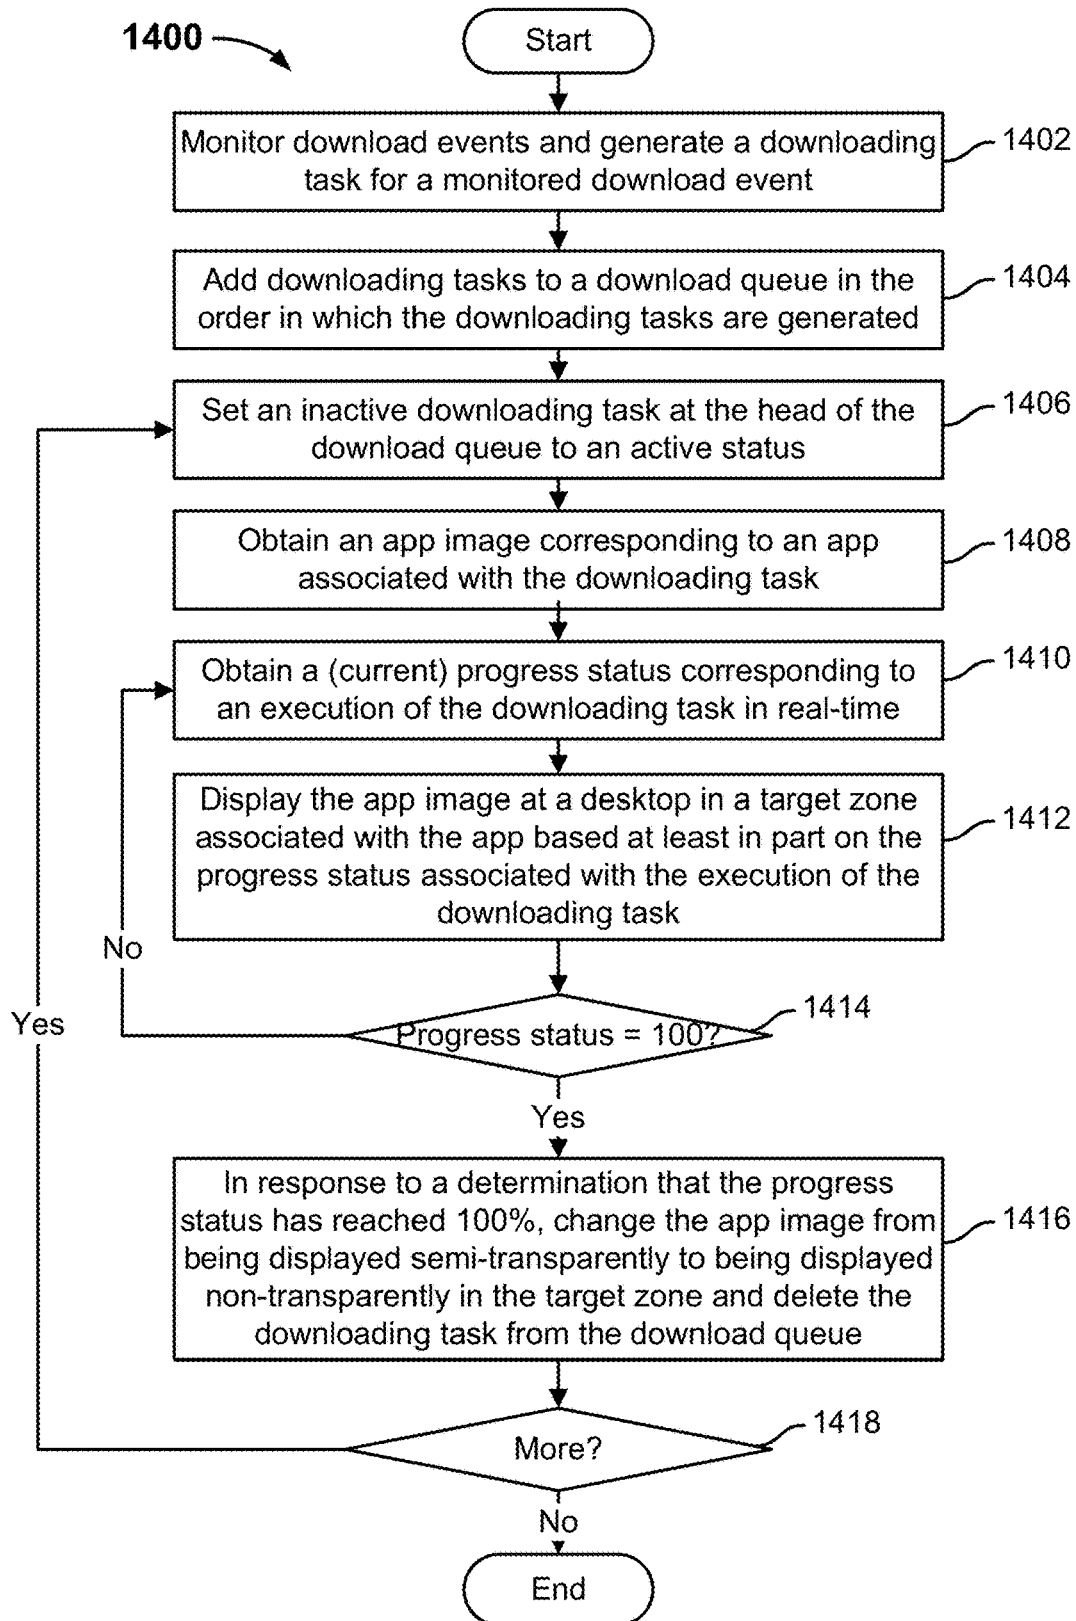 1400
Start
Monitor download events and generate a downloading
task for a monitored download event
1402
Add downloading tasks to a download queue in the
order in which the downloading tasks are generated
1404
Set an inactive downloading task at the head of the
download queue to an active status
1406
Obtain an app image corresponding to an app
associated with the downloading task
1408
Obtain a (current) progress status corresponding to
an execution of the downloading task in real-time
1410
Display the app image at a desktop in a target zone
associated with the app based at least in part on the
progress status associated with the execution of the
downloading task
1412
No
Yes
Progress status = 100?
1414
Yes
In response to a determination that the progress
status has reached 100%, change the app image from
being displayed semi-transparently to being displayed
non-transparently in the target zone and delete the
downloading task from the download queue
1416
More?
1418
No
End